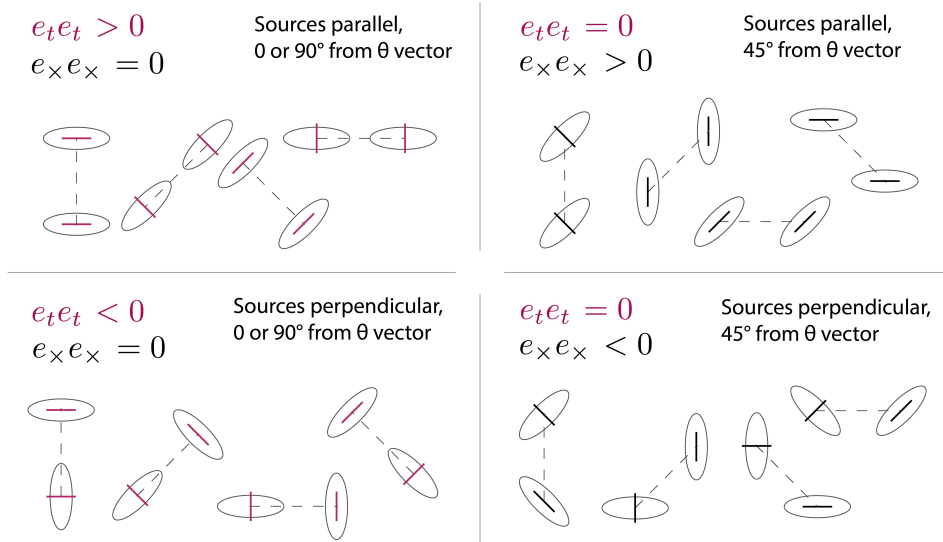 e_t e_t > 0
e_× e_× = 0
Sources parallel,
0 or 90° from θ vector
e_t e_t = 0
e_× e_× > 0
Sources parallel,
45° from θ vector
e_t e_t < 0
e_× e_× = 0
Sources perpendicular,
0 or 90° from θ vector
e_t e_t = 0
e_× e_× < 0
Sources perpendicular,
45° from θ vector